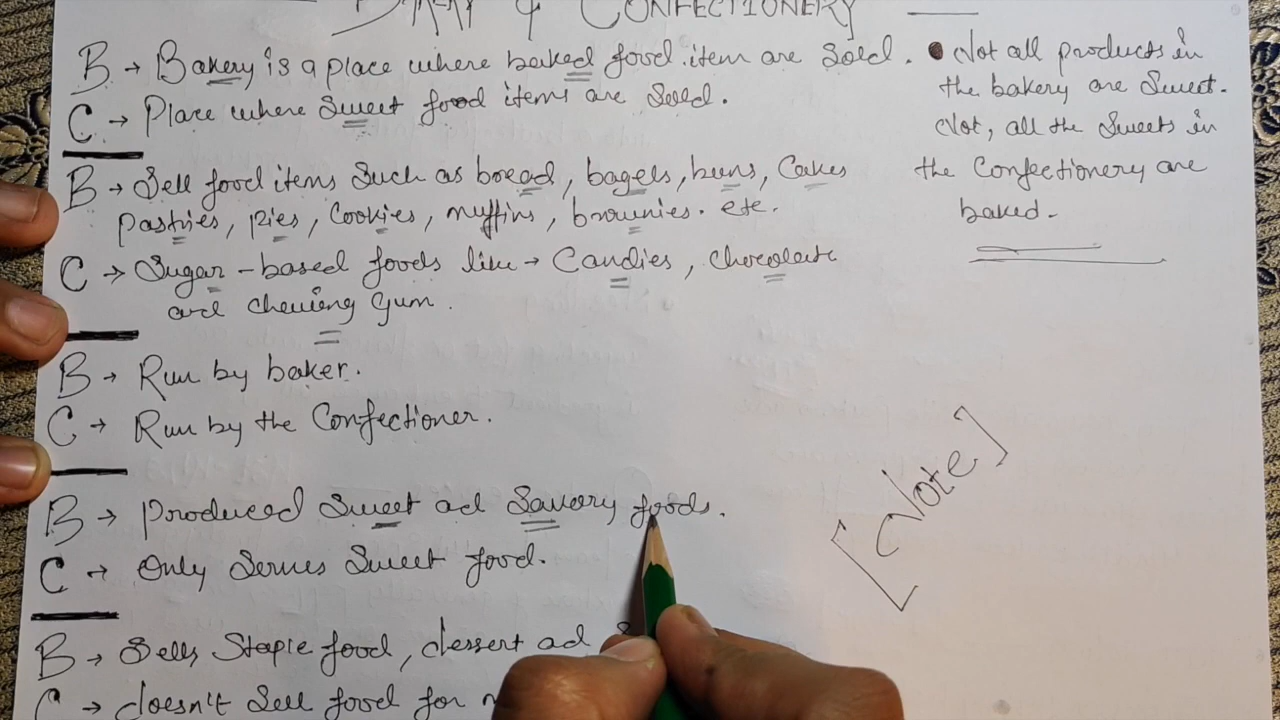 & CONFECTIONERY
B → Bakery is a place where baked food item are Sold.
C → Place where Sweet food items are Sold.
B → Sell food items Such as bread, bagels, buns, Cakes
pastries, pies, Cookies, muffins, brownies. etc.
C → Sugar-based foods like → Candies, chocolate
and chewing gum.
B → Run by baker.
C → Run by the Confectioner.
B → produced Sweet ad Savory foods.
C → Only Serves Sweet food.
B → Sells Staple food, dessert ad
C → doesn't Sell food for
• Not all products in
the bakery are Sweet.
Not, all the Sweets in
the Confectionery are
baked.
[Note]